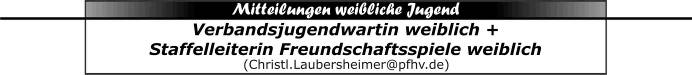 Mitteilungen weibliche Jugend
Verbandsjugendwartin weiblich +
Staffelleiterin Freundschaftsspiele weiblich
(Christl.Laubersheimer@pfhv.de)